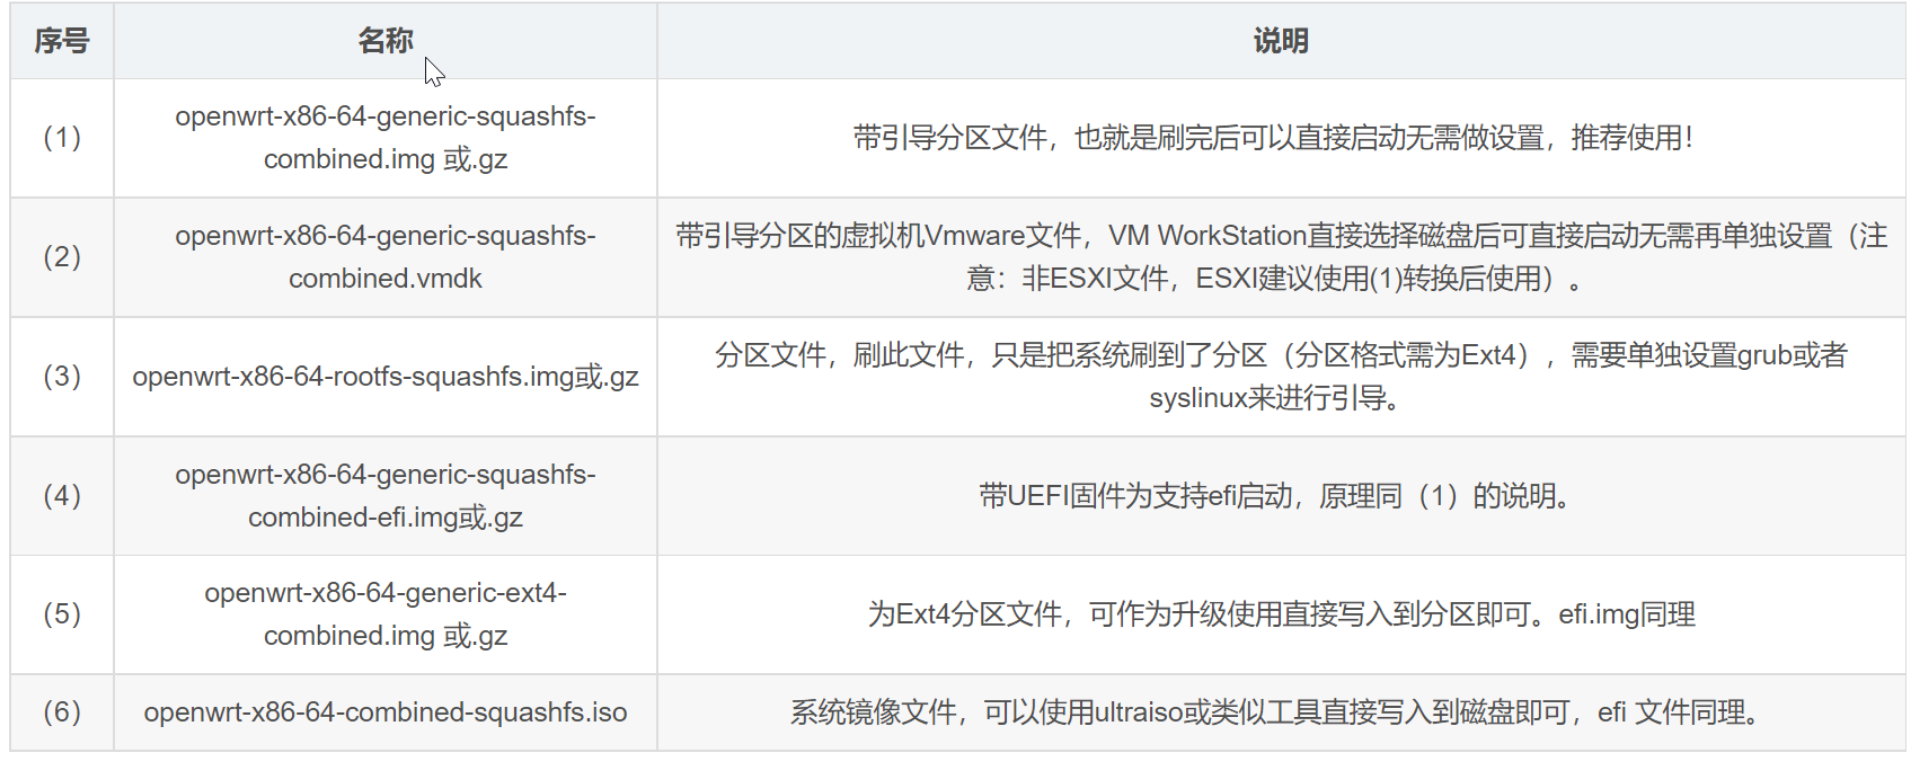 序号
名称
说明
（1）
openwrt-x86-64-generic-squashfs-
combined.img 或.gz
带引导分区文件，也就是刷完后可以直接启动无需做设置，推荐使用！
（2）
openwrt-x86-64-generic-squashfs-
combined.vmdk
带引导分区的虚拟机Vmware文件，VM WorkStation直接选择磁盘后可直接启动无需再单独设置（注
意：非ESXI文件，ESXI建议使用(1)转换后使用）。
（3）
openwrt-x86-64-rootfs-squashfs.img或.gz
分区文件，刷此文件，只是把系统刷到了分区（分区格式需为Ext4），需要单独设置grub或者
syslinux来进行引导。
（4）
openwrt-x86-64-generic-squashfs-
combined-efi.img或.gz
带UEFI固件为支持efi启动，原理同（1）的说明。
（5）
openwrt-x86-64-generic-ext4-
combined.img 或.gz
为Ext4分区文件，可作为升级使用直接写入到分区即可。efi.img同理
（6）
openwrt-x86-64-combined-squashfs.iso
系统镜像文件，可以使用ultraiso或类似工具直接写入到磁盘即可，efi 文件同理。